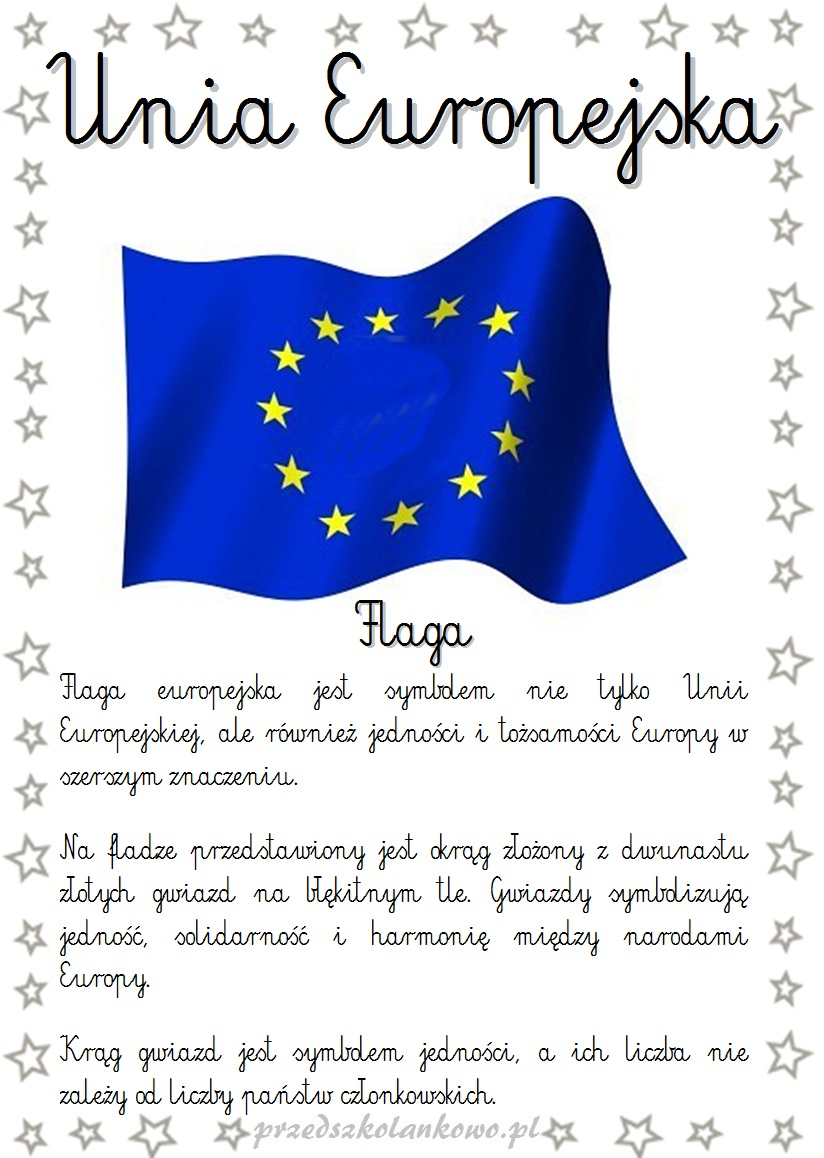 Unia Europejska
Flaga
Flaga europejska jest symbolem nie tylko Unii
Europejskiej, ale również jedności i tożsamości Europy w
szerszym znaczeniu.
Na fladze przedstawiony jest okrąg złożony z dwunastu
złotych gwiazd na błękitnym tle. Gwiazdy symbolizują
jedność, solidarność i harmonię między narodami
Europy.
Krąg gwiazd jest symbolem jedności, a ich liczba nie
zależy od liczby państw członkowskich.
przedszkolankowo.pl